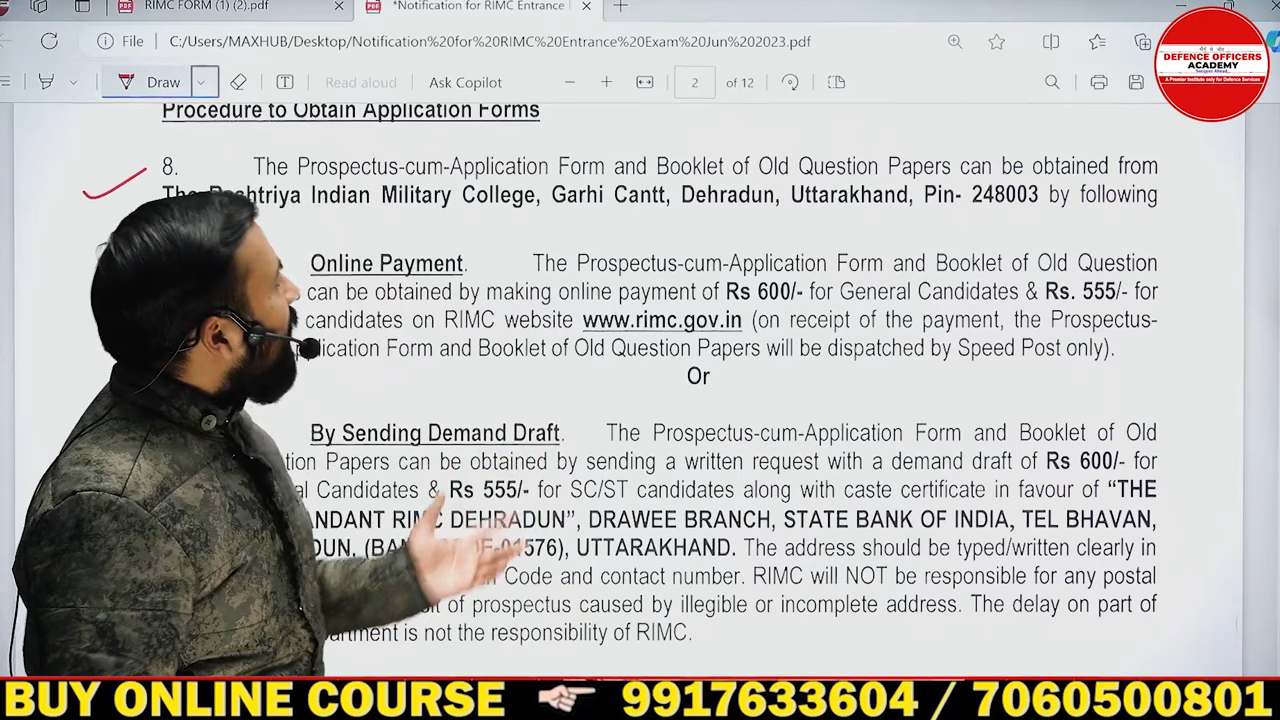 RIMC FORM (1) (2).pdf
*Notification for RIMC Entrance
File
C:/Users/MAXHUB/Desktop/Notification%20for%20RIMC%20Entrance%20Exam%20Jun%202023.pdf
DEFENCE OFFICERS
ACADEMY
A Premier Institute only for Defence Services
Draw
Read aloud
2
of 12
Procedure to Obtain Application Forms
8. The Prospectus-cum-Application Form and Booklet of Old Question Papers can be obtained from
Indian Military College, Garhi Cantt, Dehradun, Uttarakhand, Pin- 248003 by following
Online Payment. The Prospectus-cum-Application Form and Booklet of Old Question
can be obtained by making online payment of Rs 600/- for General Candidates & Rs. 555/- for
candidates on RIMC website www.rimc.gov.in (on receipt of the payment, the Prospectus-
Form and Booklet of Old Question Papers will be dispatched by Speed Post only).
Or
By Sending Demand Draft. The Prospectus-cum-Application Form and Booklet of Old
Papers can be obtained by sending a written request with a demand draft of Rs 600/- for
Candidates & Rs 555/- for SC/ST candidates along with caste certificate in favour of “THE
RIMC DEHRADUN”, DRAWEE BRANCH, STATE BANK OF INDIA, TEL BHAVAN,
UTTARAKHAND. The address should be typed/written clearly in
Code and contact number. RIMC will NOT be responsible for any postal
of prospectus caused by illegible or incomplete address. The delay on part of
is not the responsibility of RIMC.
BUY ONLINE COURSE 9917633604 / 7060500801